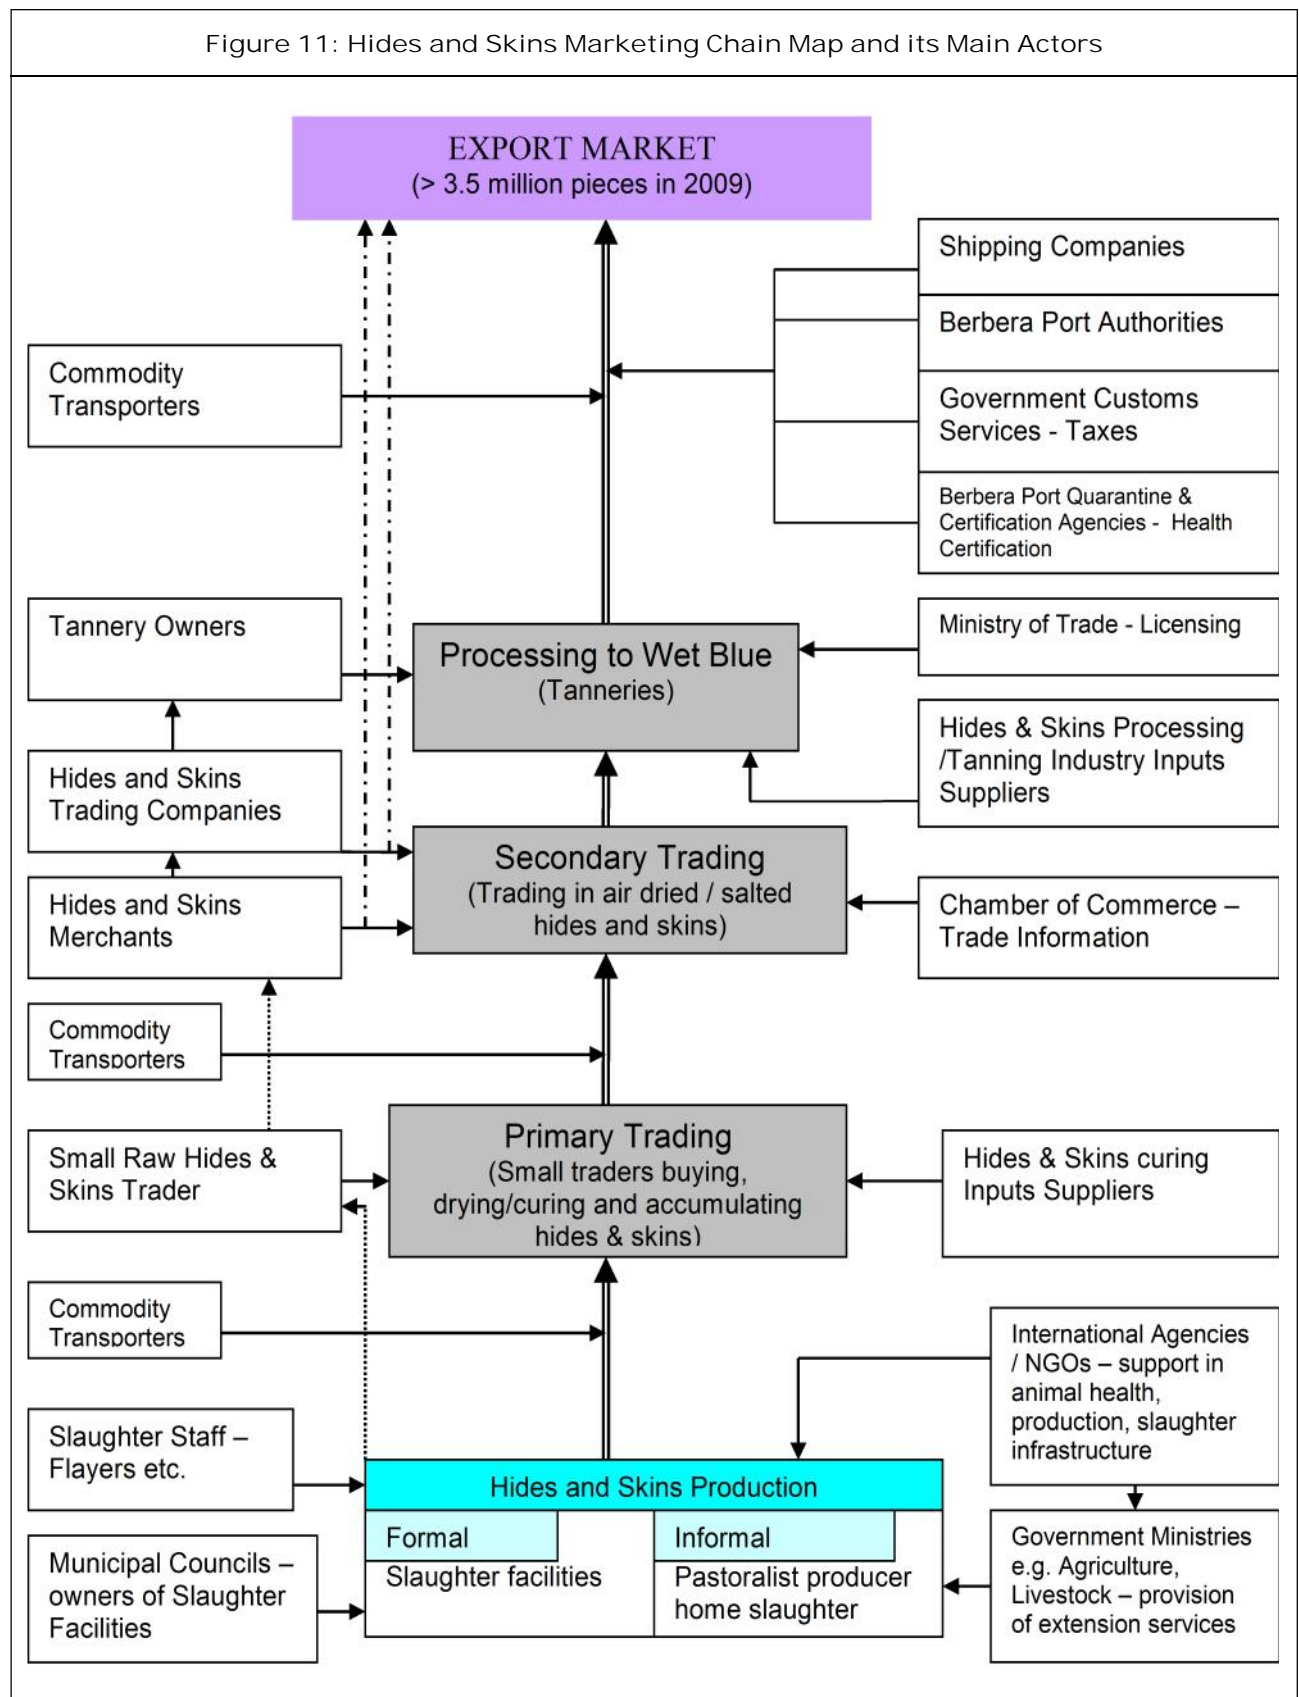 Figure 11: Hides and Skins Marketing Chain Map and its Main Actors
EXPORT MARKET
(> 3.5 million pieces in 2009)
Shipping Companies
Berbera Port Authorities
Commodity
Transporters
Government Customs
Services - Taxes
Berbera Port Quarantine &
Certification Agencies - Health
Certification
Tannery Owners
Processing to Wet Blue
(Tanneries)
Ministry of Trade - Licensing
Hides & Skins Processing
/Tanning Industry Inputs
Suppliers
Hides and Skins
Trading Companies
Secondary Trading
(Trading in air dried / salted
hides and skins)
Hides and Skins
Merchants
Chamber of Commerce –
Trade Information
Commodity
Transporters
Primary Trading
(Small traders buying,
drying/curing and accumulating
hides & skins)
Small Raw Hides &
Skins Trader
Hides & Skins curing
Inputs Suppliers
Commodity
Transporters
International Agencies
/ NGOs – support in
animal health,
production, slaughter
infrastructure
Slaughter Staff –
Flayers etc.
Hides and Skins Production
Formal
Slaughter facilities
Informal
Pastoralist producer
home slaughter
Municipal Councils –
owners of Slaughter
Facilities
Government Ministries
e.g. Agriculture,
Livestock – provision
of extension services